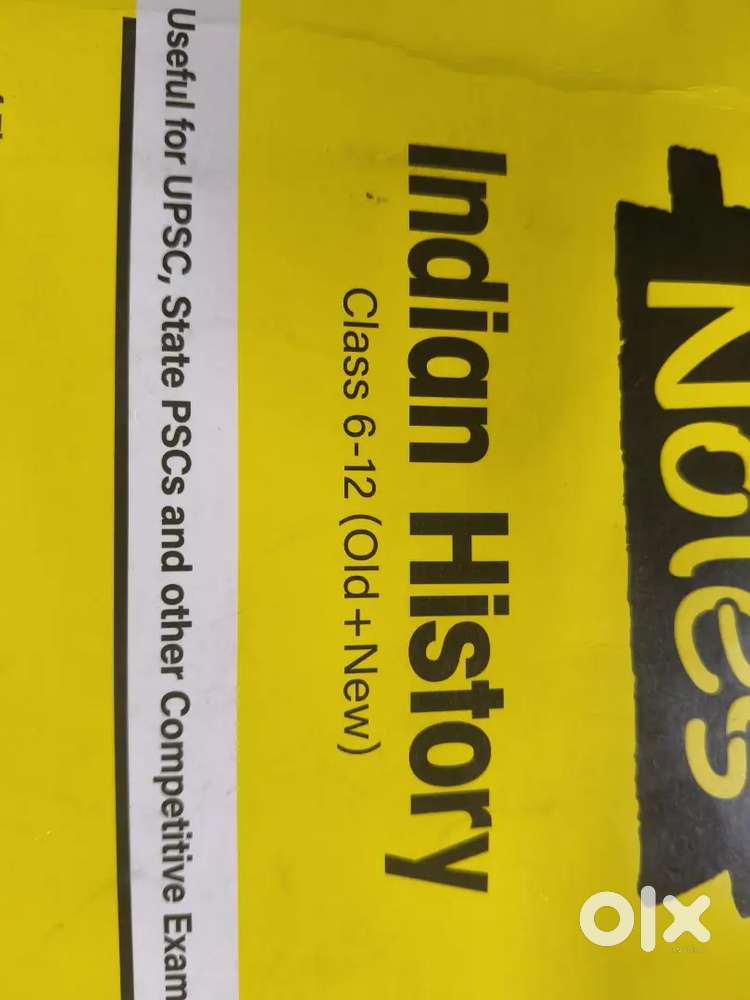 Notes
Indian History
Class 6-12 (Old+New)
Useful for UPSC, State PSCs and other Competitive Exam
olx